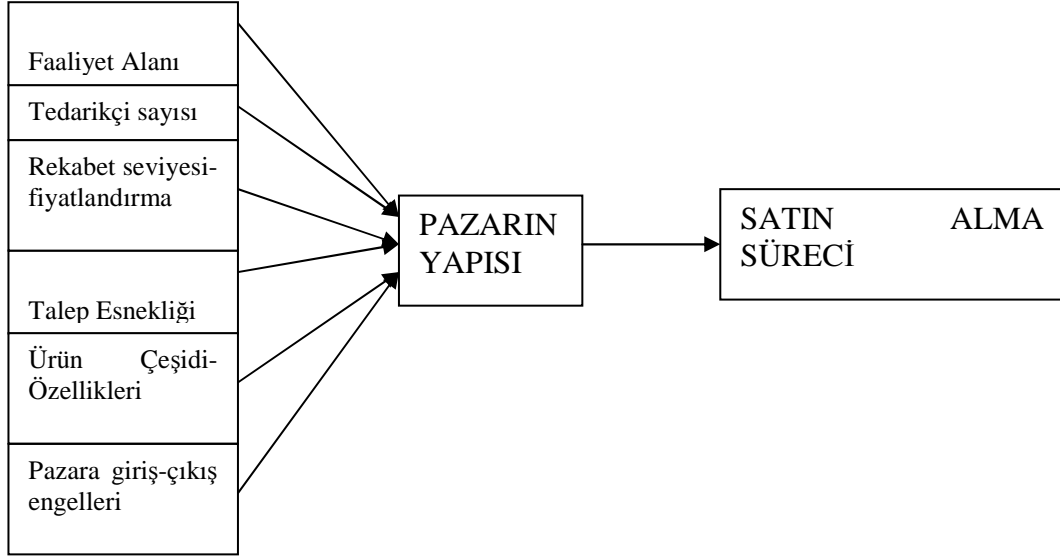 Faaliyet Alanı
Tedarikçi sayısı
Rekabet seviyesi-
fiyatlandırma
Talep Esnekliği
Ürün Çeşidi-
Özellikleri
Pazara giriş-çıkış
engelleri
PAZARIN
YAPISI
SATIN ALMA
SÜRECİ